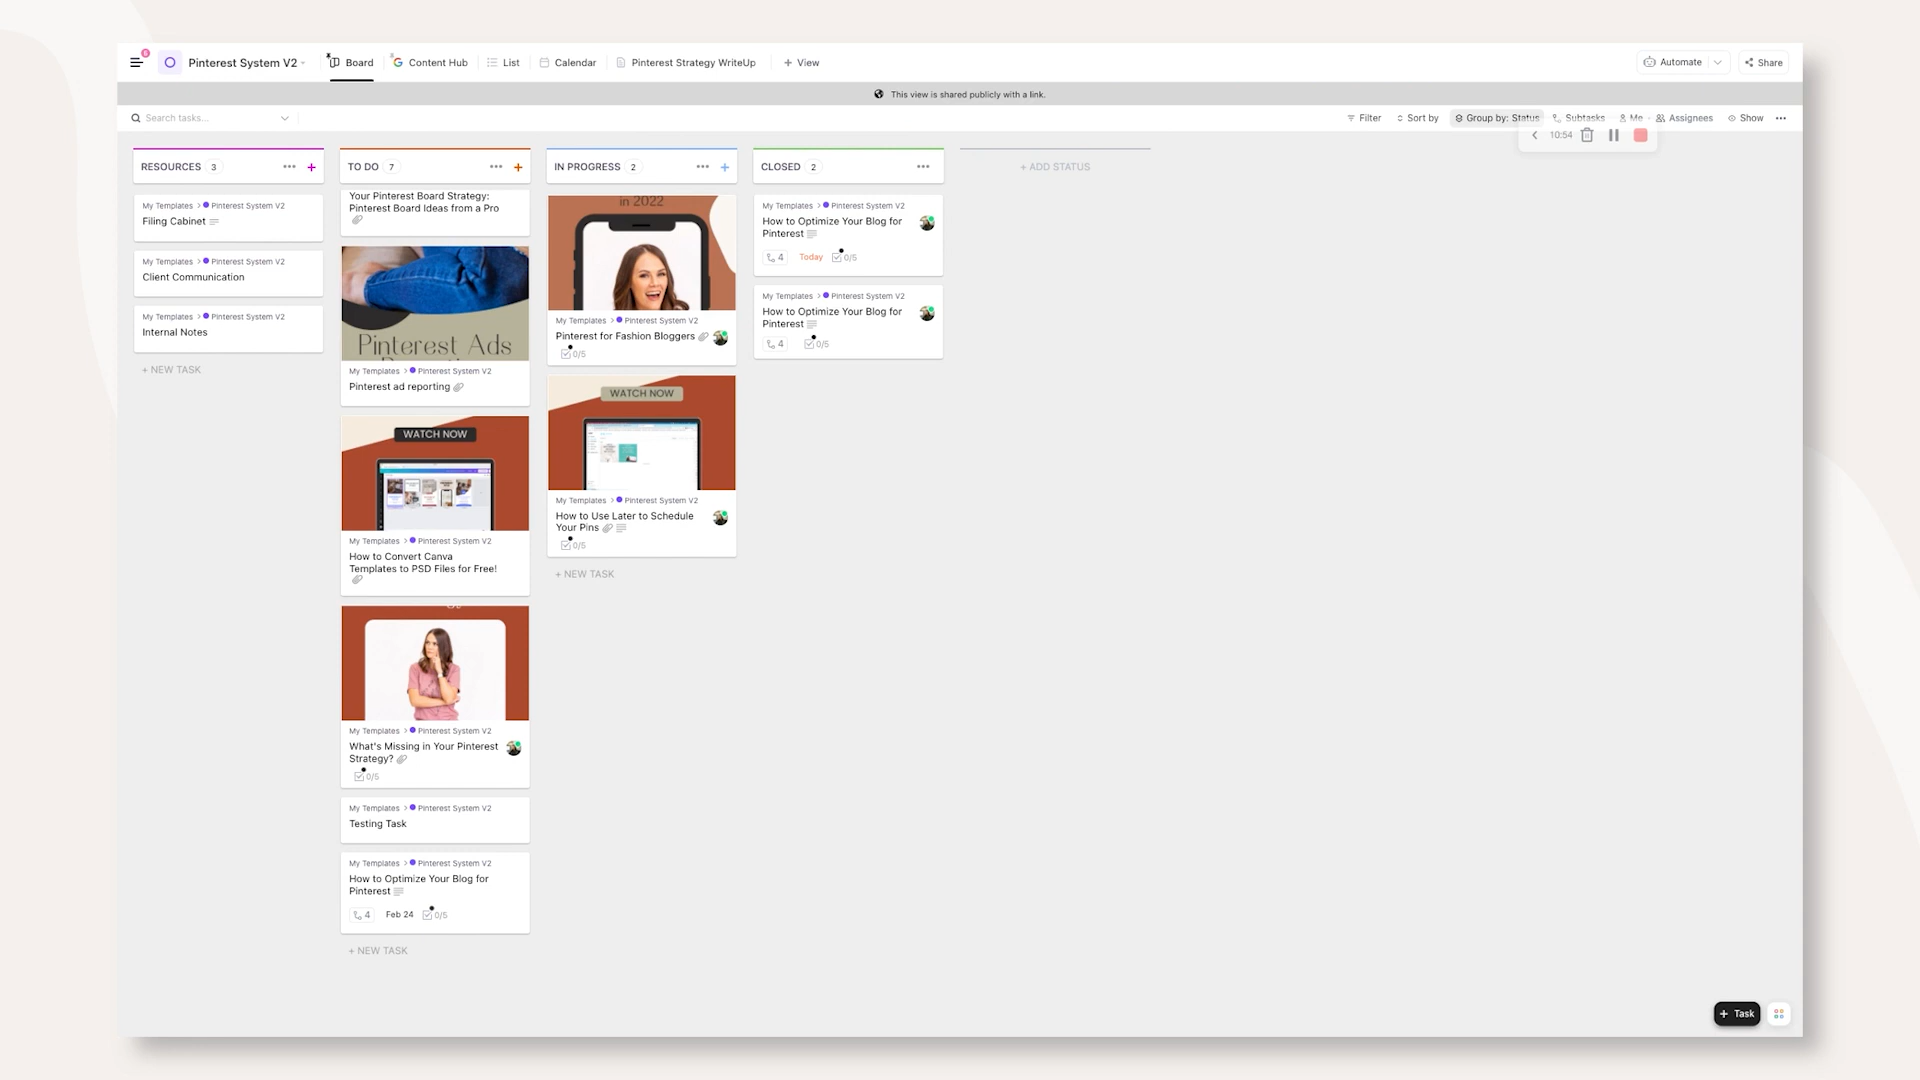 5
Pinterest System V2
Board
Content Hub
List
Calendar
Pinterest Strategy WriteUp
+ View
Automate
Share
This view is shared publicly with a link.
Search tasks...
Filter
Sort by
Group by: Status
Subtasks
Me
Assignees
Show
10:54
RESOURCES 3
My Templates > Pinterest System V2
Filing Cabinet
My Templates > Pinterest System V2
Client Communication
My Templates > Pinterest System V2
Internal Notes
+ NEW TASK
TO DO 7
Your Pinterest Board Strategy:
Pinterest Board Ideas from a Pro
Pinterest Ads
My Templates > Pinterest System V2
Pinterest ad reporting
WATCH NOW
My Templates > Pinterest System V2
How to Convert Canva
Templates to PSD Files for Free!
My Templates > Pinterest System V2
What's Missing in Your Pinterest
Strategy?
0/5
My Templates > Pinterest System V2
Testing Task
My Templates > Pinterest System V2
How to Optimize Your Blog for
Pinterest
4 Feb 24 0/5
+ NEW TASK
IN PROGRESS 2
in 2022
My Templates > Pinterest System V2
Pinterest for Fashion Bloggers
0/5
WATCH NOW
My Templates > Pinterest System V2
How to Use Later to Schedule
Your Pins
0/5
+ NEW TASK
CLOSED 2
My Templates > Pinterest System V2
How to Optimize Your Blog for
Pinterest
4 Today 0/5
My Templates > Pinterest System V2
How to Optimize Your Blog for
Pinterest
4 0/5
+ ADD STATUS
+ Task